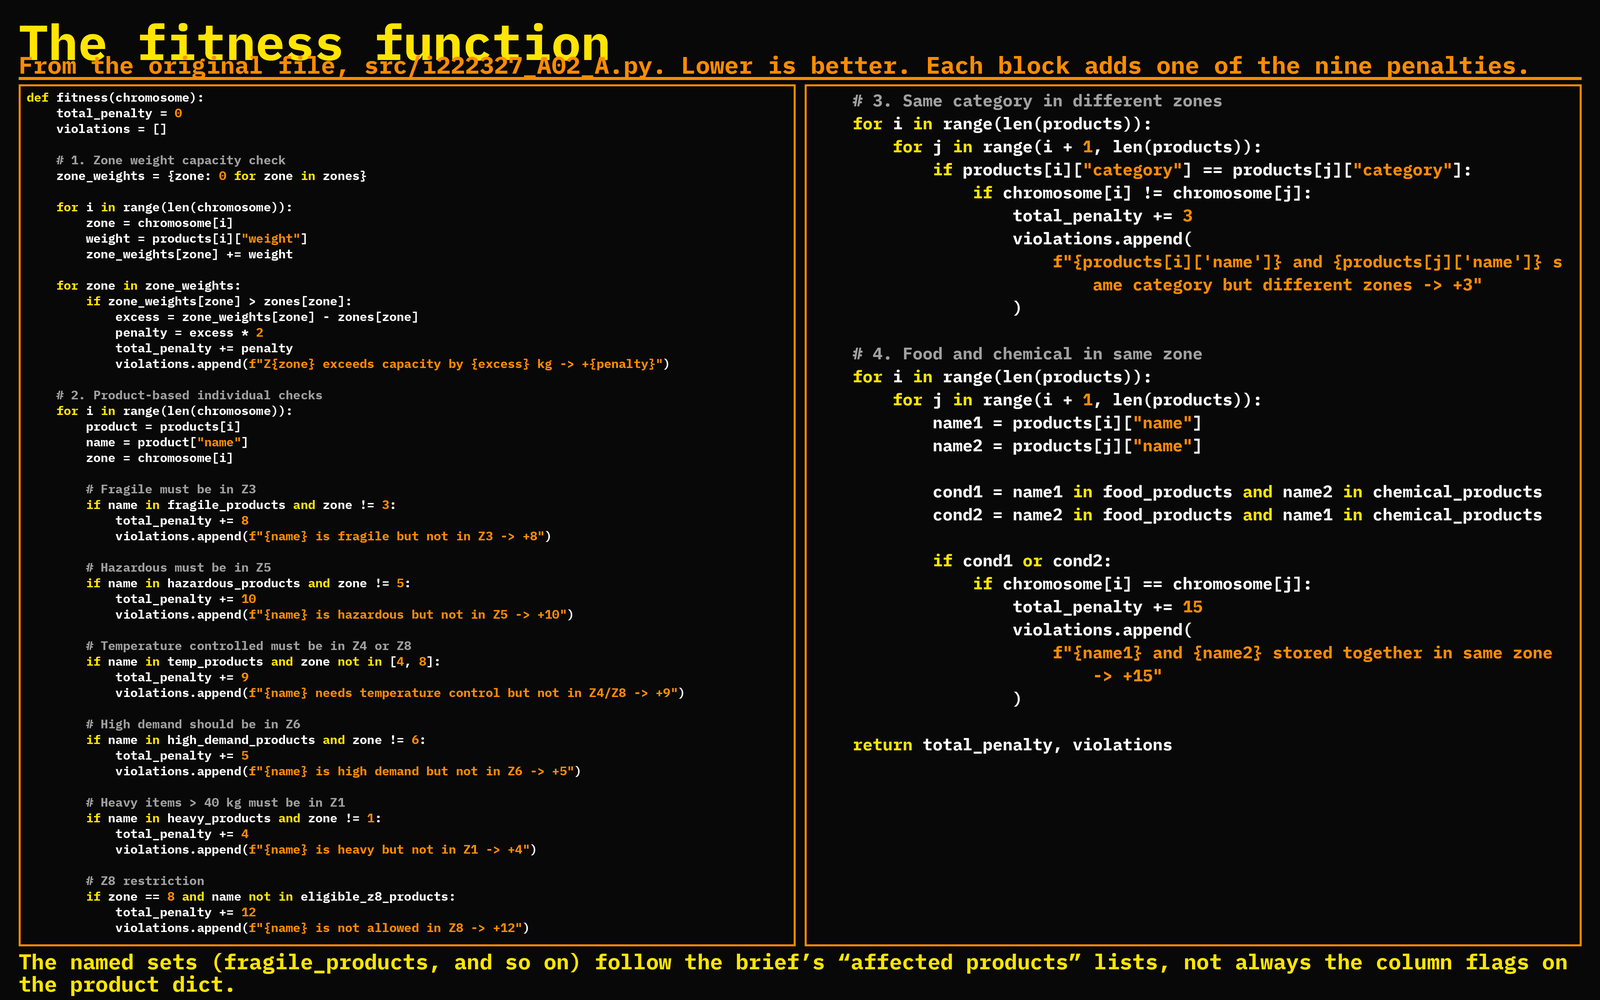 The fitness function
From the original file, src/i222327_A02_A.py. Lower is better. Each block adds one of the nine penalties.
def fitness(chromosome):
    total_penalty = 0
    violations = []

    # 1. Zone weight capacity check
    zone_weights = {zone: 0 for zone in zones}

    for i in range(len(chromosome)):
        zone = chromosome[i]
        weight = products[i]["weight"]
        zone_weights[zone] += weight

    for zone in zone_weights:
        if zone_weights[zone] > zones[zone]:
            excess = zone_weights[zone] - zones[zone]
            penalty = excess * 2
            total_penalty += penalty
            violations.append(f"Z{zone} exceeds capacity by {excess} kg -> +{penalty}")

    # 2. Product-based individual checks
    for i in range(len(chromosome)):
        product = products[i]
        name = product["name"]
        zone = chromosome[i]

        # Fragile must be in Z3
        if name in fragile_products and zone != 3:
            total_penalty += 8
            violations.append(f"{name} is fragile but not in Z3 -> +8")

        # Hazardous must be in Z5
        if name in hazardous_products and zone != 5:
            total_penalty += 10
            violations.append(f"{name} is hazardous but not in Z5 -> +10")

        # Temperature controlled must be in Z4 or Z8
        if name in temp_products and zone not in [4, 8]:
            total_penalty += 9
            violations.append(f"{name} needs temperature control but not in Z4/Z8 -> +9")

        # High demand should be in Z6
        if name in high_demand_products and zone != 6:
            total_penalty += 5
            violations.append(f"{name} is high demand but not in Z6 -> +5")

        # Heavy items > 40 kg must be in Z1
        if name in heavy_products and zone != 1:
            total_penalty += 4
            violations.append(f"{name} is heavy but not in Z1 -> +4")

        # Z8 restriction
        if zone == 8 and name not in eligible_z8_products:
            total_penalty += 12
            violations.append(f"{name} is not allowed in Z8 -> +12")
    # 3. Same category in different zones
    for i in range(len(products)):
        for j in range(i + 1, len(products)):
            if products[i]["category"] == products[j]["category"]:
                if chromosome[i] != chromosome[j]:
                    total_penalty += 3
                    violations.append(
                        f"{products[i]['name']} and {products[j]['name']} s
                            ame category but different zones -> +3"
                    )

    # 4. Food and chemical in same zone
    for i in range(len(products)):
        for j in range(i + 1, len(products)):
            name1 = products[i]["name"]
            name2 = products[j]["name"]

            cond1 = name1 in food_products and name2 in chemical_products
            cond2 = name2 in food_products and name1 in chemical_products

            if cond1 or cond2:
                if chromosome[i] == chromosome[j]:
                    total_penalty += 15
                    violations.append(
                        f"{name1} and {name2} stored together in same zone
                            -> +15"
                    )

    return total_penalty, violations
The named sets (fragile_products, and so on) follow the brief’s “affected products” lists, not always the column flags on
the product dict.